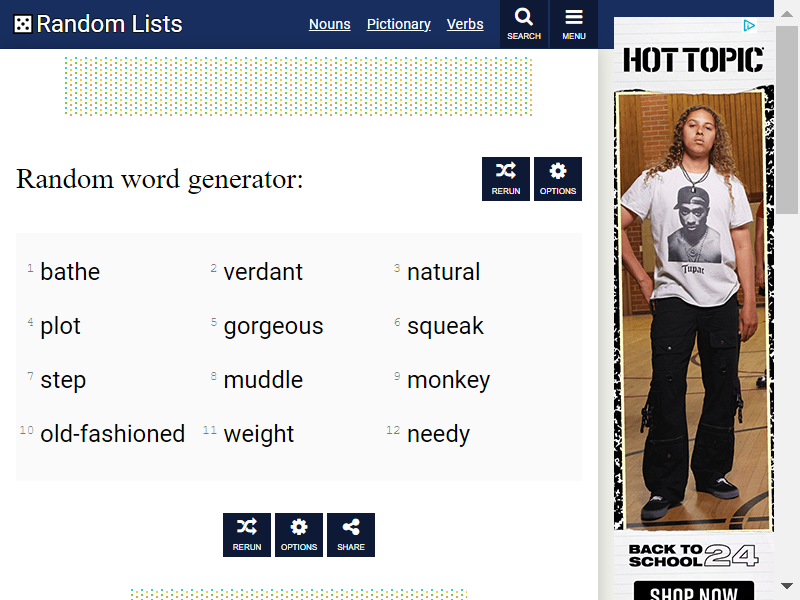 Random Lists
Nouns Pictionary Verbs
SEARCH
MENU
HOT TOPIC
Random word generator:
RERUN
OPTIONS
1 bathe 2 verdant 3 natural
4 plot 5 gorgeous 6 squeak
7 step 8 muddle 9 monkey
10 old-fashioned 11 weight 12 needy
RERUN
OPTIONS
SHARE
Tupac
BACK TO
SCHOOL 24
SHOP NOW